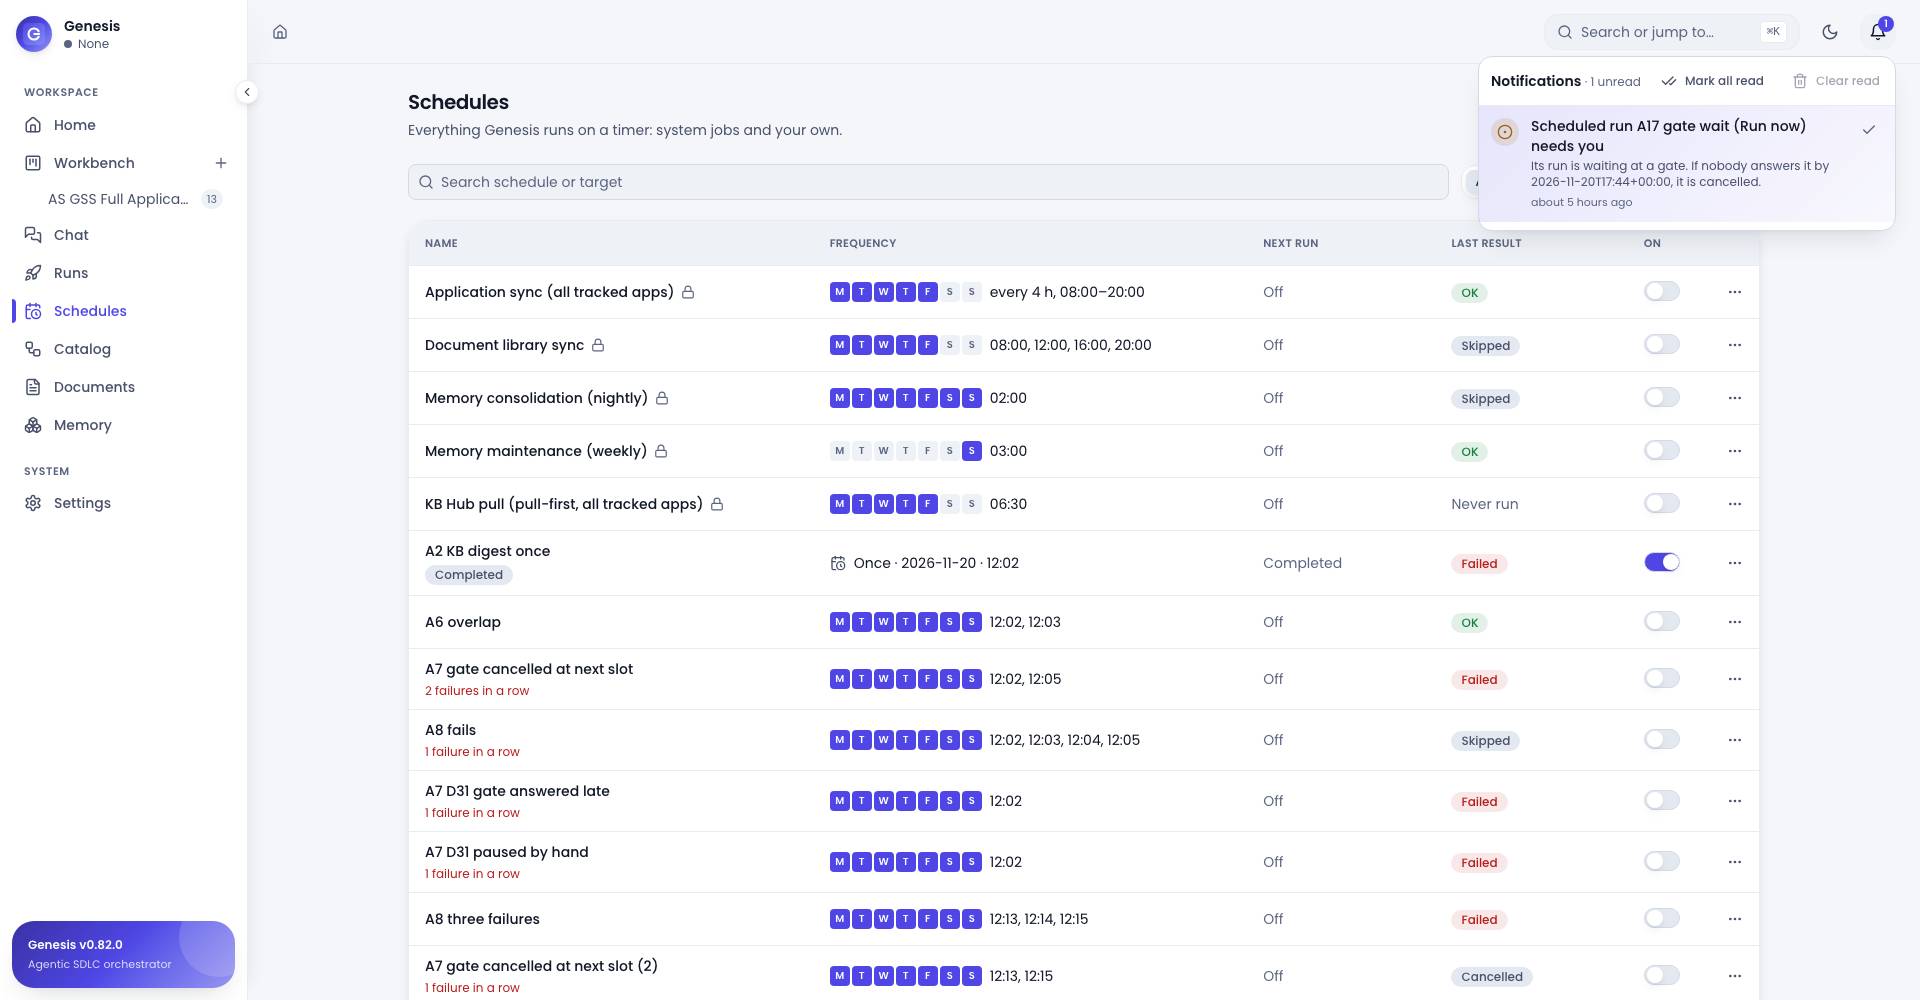 Genesis
None
WORKSPACE
Home
Workbench
AS GSS Full Applica...
13
Chat
Runs
Schedules
Catalog
Documents
Memory
SYSTEM
Settings
Genesis v0.82.0
Agentic SDLC orchestrator
Search or jump to...
⌘K
1
Notifications · 1 unread
Mark all read
Clear read
Scheduled run A17 gate wait (Run now)
needs you
Its run is waiting at a gate. If nobody answers it by
2026-11-20T17:44+00:00, it is cancelled.
about 5 hours ago
Schedules
Everything Genesis runs on a timer: system jobs and your own.
Search schedule or target
NAME FREQUENCY NEXT RUN LAST RESULT ON
Application sync (all tracked apps) M T W T F S S every 4 h, 08:00–20:00 Off OK
Document library sync M T W T F S S 08:00, 12:00, 16:00, 20:00 Off Skipped
Memory consolidation (nightly) M T W T F S S 02:00 Off Skipped
Memory maintenance (weekly) M T W T F S S 03:00 Off OK
KB Hub pull (pull-first, all tracked apps) M T W T F S S 06:30 Off Never run
A2 KB digest once
Completed
Once · 2026-11-20 · 12:02 Completed Failed
A6 overlap M T W T F S S 12:02, 12:03 Off OK
A7 gate cancelled at next slot
2 failures in a row
M T W T F S S 12:02, 12:05 Off Failed
A8 fails
1 failure in a row
M T W T F S S 12:02, 12:03, 12:04, 12:05 Off Skipped
A7 D31 gate answered late
1 failure in a row
M T W T F S S 12:02 Off Failed
A7 D31 paused by hand
1 failure in a row
M T W T F S S 12:02 Off Failed
A8 three failures M T W T F S S 12:13, 12:14, 12:15 Off Failed
A7 gate cancelled at next slot (2)
1 failure in a row
M T W T F S S 12:13, 12:15 Off Cancelled